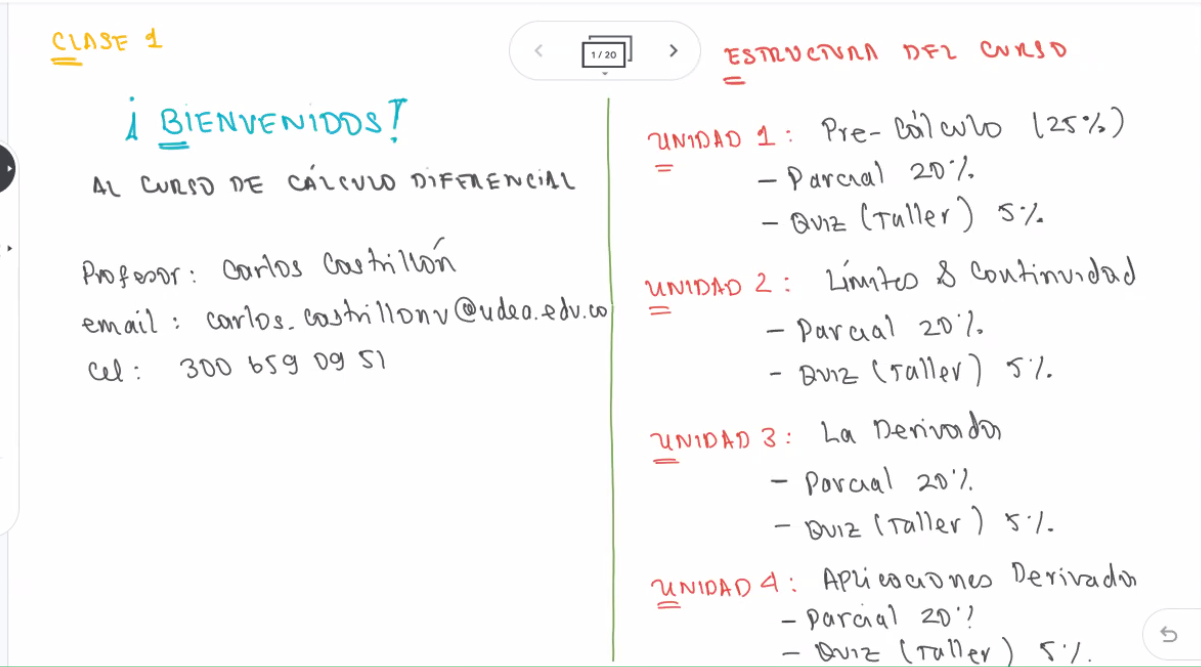 CLASE 1
¡BIENVENIDOS!
AL CURSO DE CÁLCULO DIFERENCIAL
Profesor: Carlos Castrillón
email: carlos.castrillonv@udea.edu.co
Cel: 300 659 09 51
1 / 20
ESTRUCTURA DEL CURSO
UNIDAD 1: Pre-Cálculo (25%)
- Parcial 20%
- Quiz (Taller) 5%
UNIDAD 2: Límites & Continuidad
- Parcial 20%
- Quiz (Taller) 5%
UNIDAD 3: La Derivada
- Parcial 20%
- Quiz (Taller) 5%
UNIDAD 4: Aplicaciones Derivada
- Parcial 20%
- Quiz (Taller) 5%